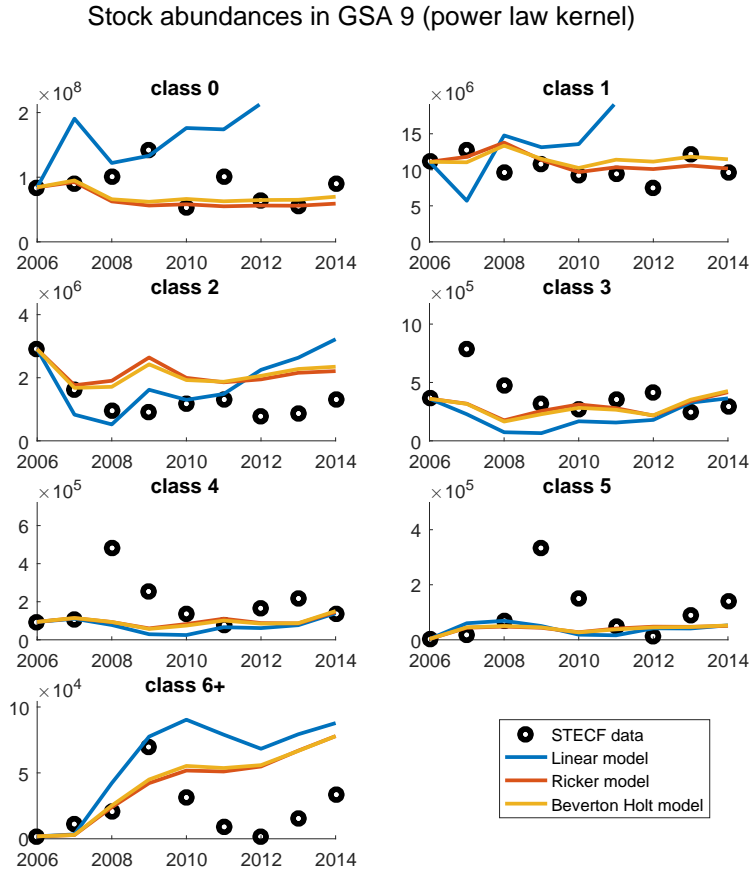 Stock abundances in GSA 9 (power law kernel)
×10^8
class 0
2
1
0
2006 2008 2010 2012 2014
×10^6
class 1
15
10
5
0
2006 2008 2010 2012 2014
×10^6
class 2
4
2
0
2006 2008 2010 2012 2014
×10^5
class 3
10
5
0
2006 2008 2010 2012 2014
×10^5
class 4
6
4
2
0
2006 2008 2010 2012 2014
×10^5
class 5
4
2
0
2006 2008 2010 2012 2014
×10^4
class 6+
10
5
0
2006 2008 2010 2012 2014
STECF data
Linear model
Ricker model
Beverton Holt model